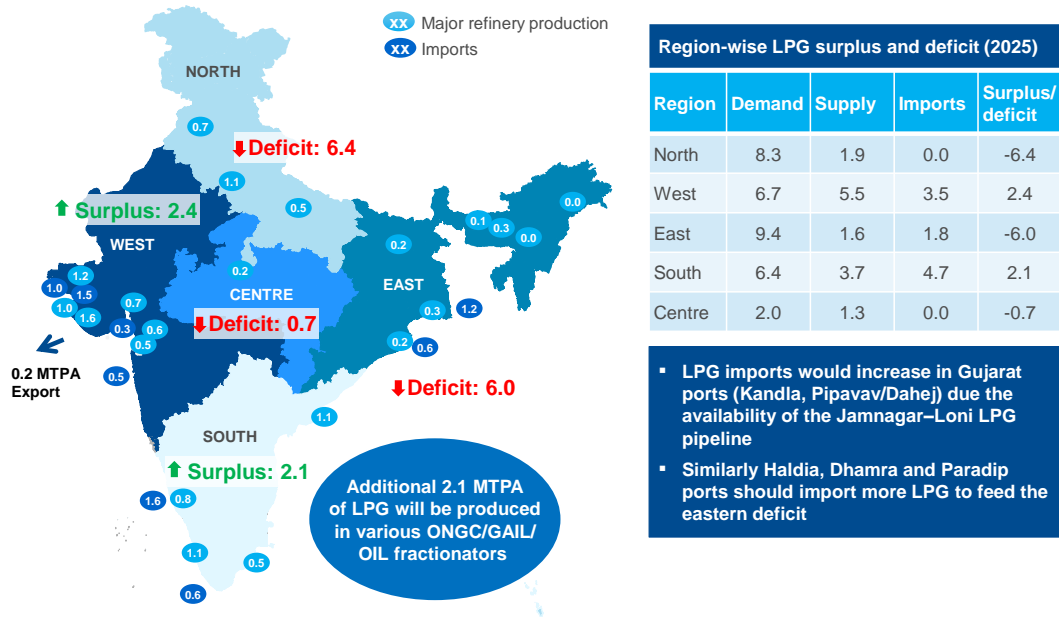 xx Major refinery production
xx Imports
NORTH
0.7
Deficit: 6.4
1.1
0.5
0.0
Surplus: 2.4
0.1
0.3
0.0
WEST
0.2
0.2
1.2
1.0
1.5
CENTRE
EAST
1.0
0.7
1.6
0.3
0.6
0.5
Deficit: 0.7
0.3
1.2
0.2
0.6
0.2 MTPA
Export
0.5
Deficit: 6.0
1.1
SOUTH
Surplus: 2.1
1.6
0.8
1.1
0.5
0.6
Additional 2.1 MTPA
of LPG will be produced
in various ONGC/GAIL/
OIL fractionators
Region-wise LPG surplus and deficit (2025)
Region Demand Supply Imports Surplus/
deficit
North 8.3 1.9 0.0 -6.4
West 6.7 5.5 3.5 2.4
East 9.4 1.6 1.8 -6.0
South 6.4 3.7 4.7 2.1
Centre 2.0 1.3 0.0 -0.7
▪ LPG imports would increase in Gujarat
ports (Kandla, Pipavav/Dahej) due the
availability of the Jamnagar–Loni LPG
pipeline
▪ Similarly Haldia, Dhamra and Paradip
ports should import more LPG to feed the
eastern deficit